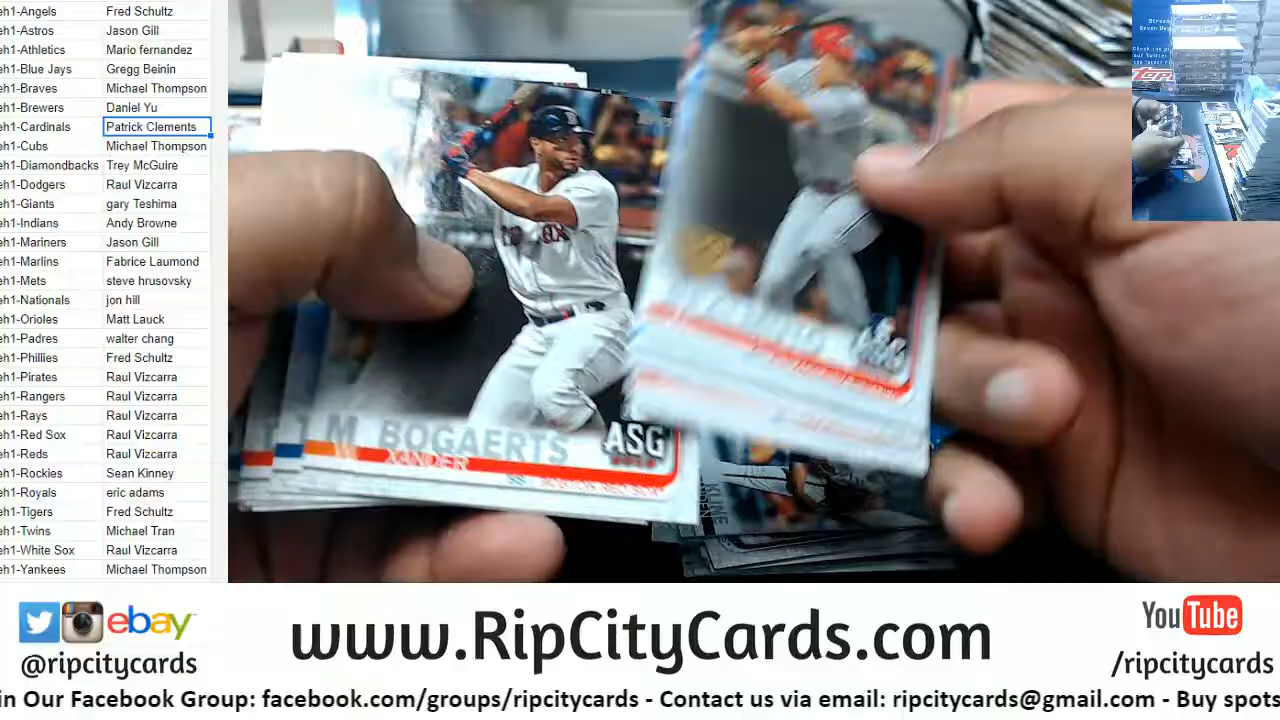 eh1-Angels Fred Schultz
eh1-Astros Jason Gill
eh1-Athletics Mario fernandez
eh1-Blue Jays Gregg Beinin
eh1-Braves Michael Thompson
eh1-Brewers Daniel Yu
eh1-Cardinals Patrick Clements
eh1-Cubs Michael Thompson
eh1-Diamondbacks Trey McGuire
eh1-Dodgers Raul Vizcarra
eh1-Giants gary Teshima
eh1-Indians Andy Browne
eh1-Mariners Jason Gill
eh1-Marlins Fabrice Laumond
eh1-Mets steve hrusovsky
eh1-Nationals jon hill
eh1-Orioles Matt Lauck
eh1-Padres walter chang
eh1-Phillies Fred Schultz
eh1-Pirates Raul Vizcarra
eh1-Rangers Raul Vizcarra
eh1-Rays Raul Vizcarra
eh1-Red Sox Raul Vizcarra
eh1-Reds Raul Vizcarra
eh1-Rockies Sean Kinney
eh1-Royals eric adams
eh1-Tigers Fred Schultz
eh1-Twins Michael Tran
eh1-White Sox Raul Vizcarra
eh1-Yankees Michael Thompson
BOGAERTS
XANDER
ASG
KLINE
Topps
ebay
@ripcitycards
www.RipCityCards.com
YouTube
/ripcitycards
in Our Facebook Group: facebook.com/groups/ripcitycards - Contact us via email: ripcitycards@gmail.com - Buy spots